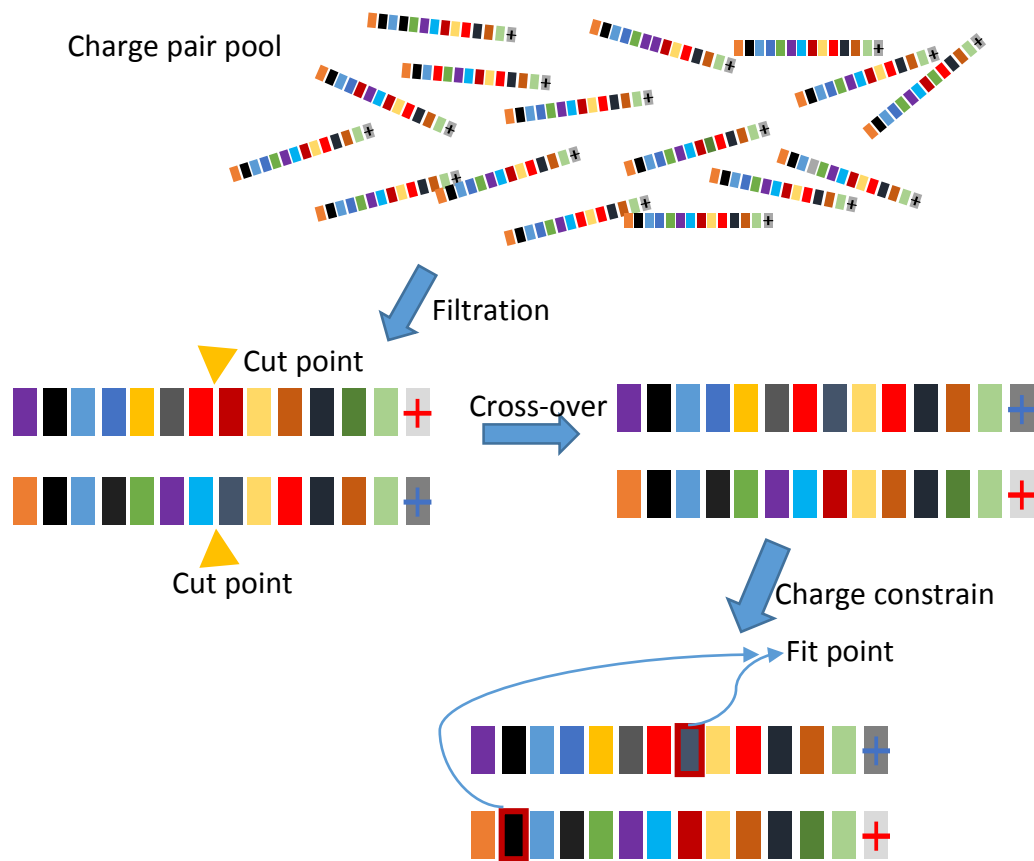 Charge pair pool
Filtration
Cut point
Cross-over
Cut point
Charge constrain
Fit point